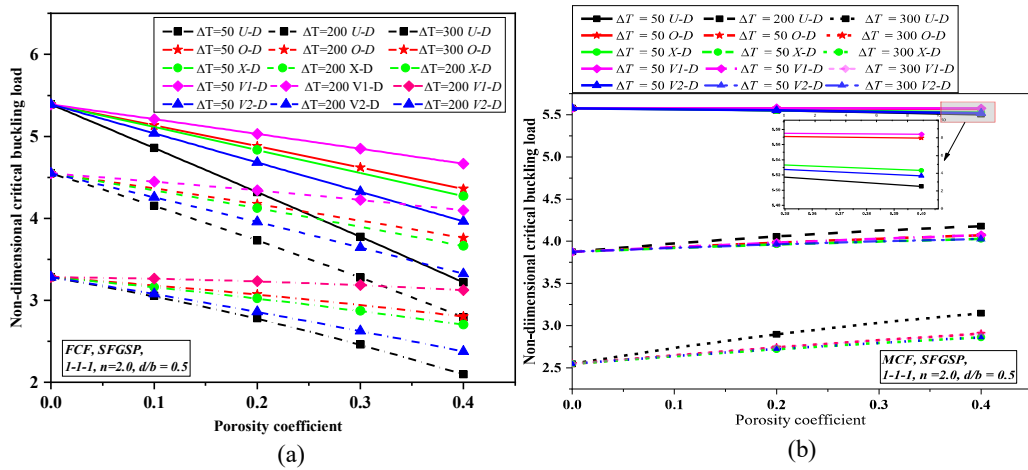 ΔT=50 U-D ΔT=200 U-D ΔT=300 U-D
ΔT=50 O-D ΔT=200 O-D ΔT=300 O-D
ΔT=50 X-D ΔT=200 X-D ΔT=200 X-D
ΔT=50 V1-D ΔT=200 V1-D ΔT=200 V1-D
ΔT=50 V2-D ΔT=200 V2-D ΔT=200 V2-D
Non-dimensional critical buckling load
6
5
4
3
2
FCF, SFGSP,
1-1-1, n=2.0, d/b = 0.5
0.0 0.1 0.2 0.3 0.4
Porosity coefficient
(a)
ΔT = 50 U-D ΔT = 200 U-D ΔT = 300 U-D
ΔT = 50 O-D ΔT = 50 O-D ΔT = 300 O-D
ΔT = 50 X-D ΔT = 50 X-D ΔT = 300 X-D
ΔT = 50 V1-D ΔT = 50 V1-D ΔT = 300 V1-D
ΔT = 50 V2-D ΔT = 50 V2-D ΔT = 300 V2-D
Non-diimensional critical buckling load
5.5
5.0
4.5
4.0
3.5
3.0
2.5
MCF, SFGSP,
1-1-1, n=2.0, d/b = 0.5
0.0 0.1 0.2 0.3 0.4
Porosity coefficient
(b)